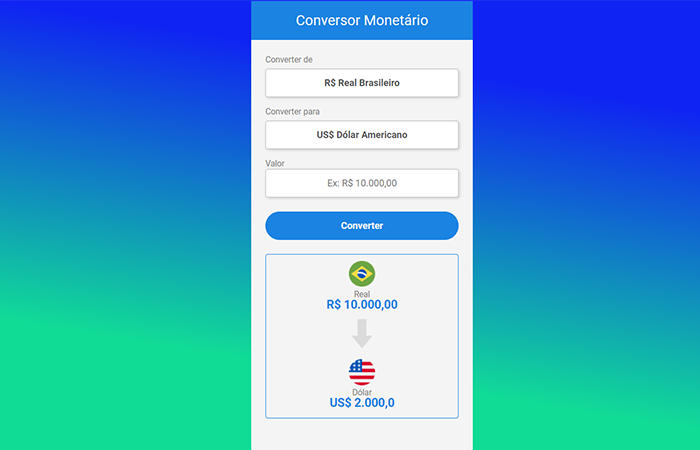 Conversor Monetário
Converter de
R$ Real Brasileiro
Converter para
US$ Dólar Americano
Valor
Ex: R$ 10.000,00
Converter
Real
R$ 10.000,00
Dólar
US$ 2.000,0